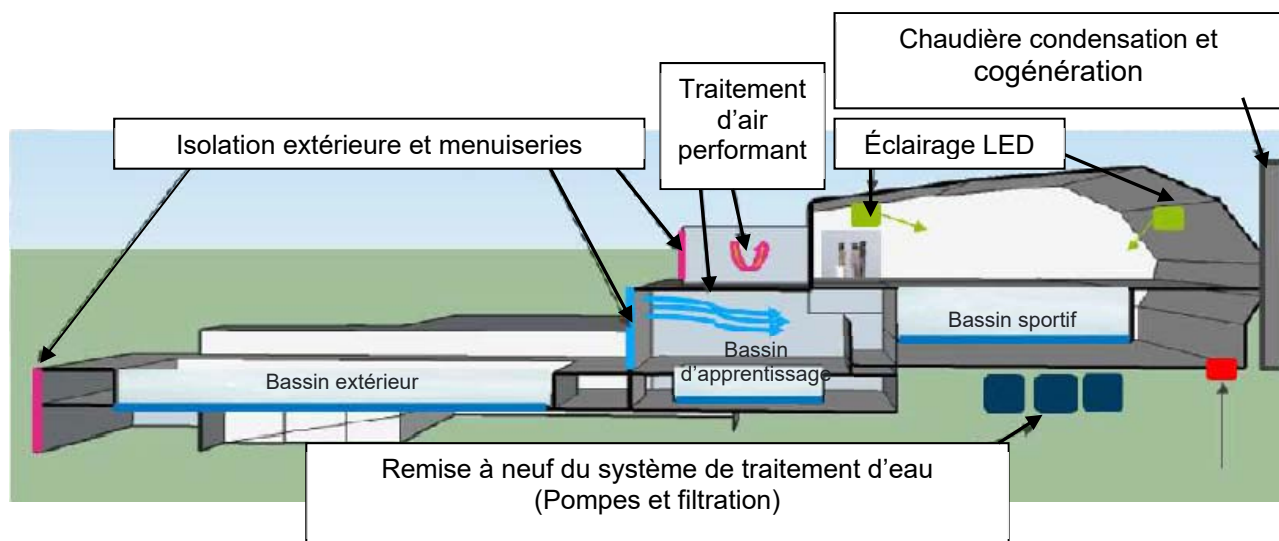 Chaudière condensation et
cogénération
Traitement
d'air
performant
Isolation extérieure et menuiseries
Éclairage LED
Bassin sportif
Bassin
d'apprentissage
Bassin extérieur
Remise à neuf du système de traitement d'eau
(Pompes et filtration)